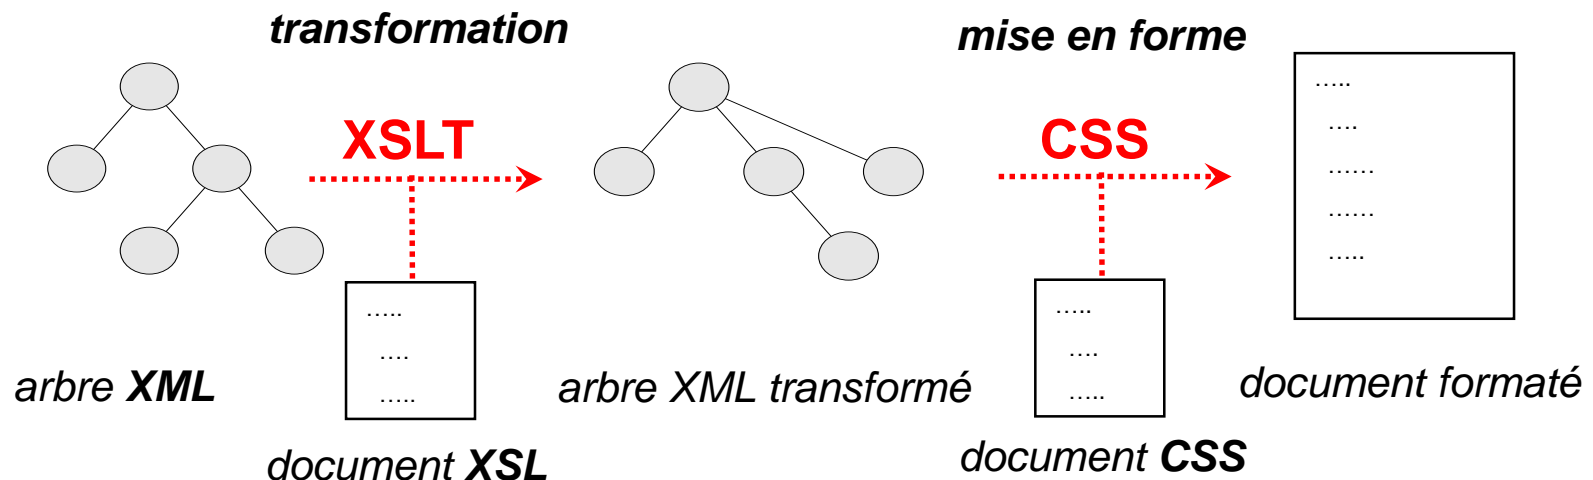 transformation
mise en forme
XSLT
CSS
…..
….
……
……
…..
…..
….
…..
…..
….
…..
arbre XML
arbre XML transformé
document formaté
document XSL
document CSS